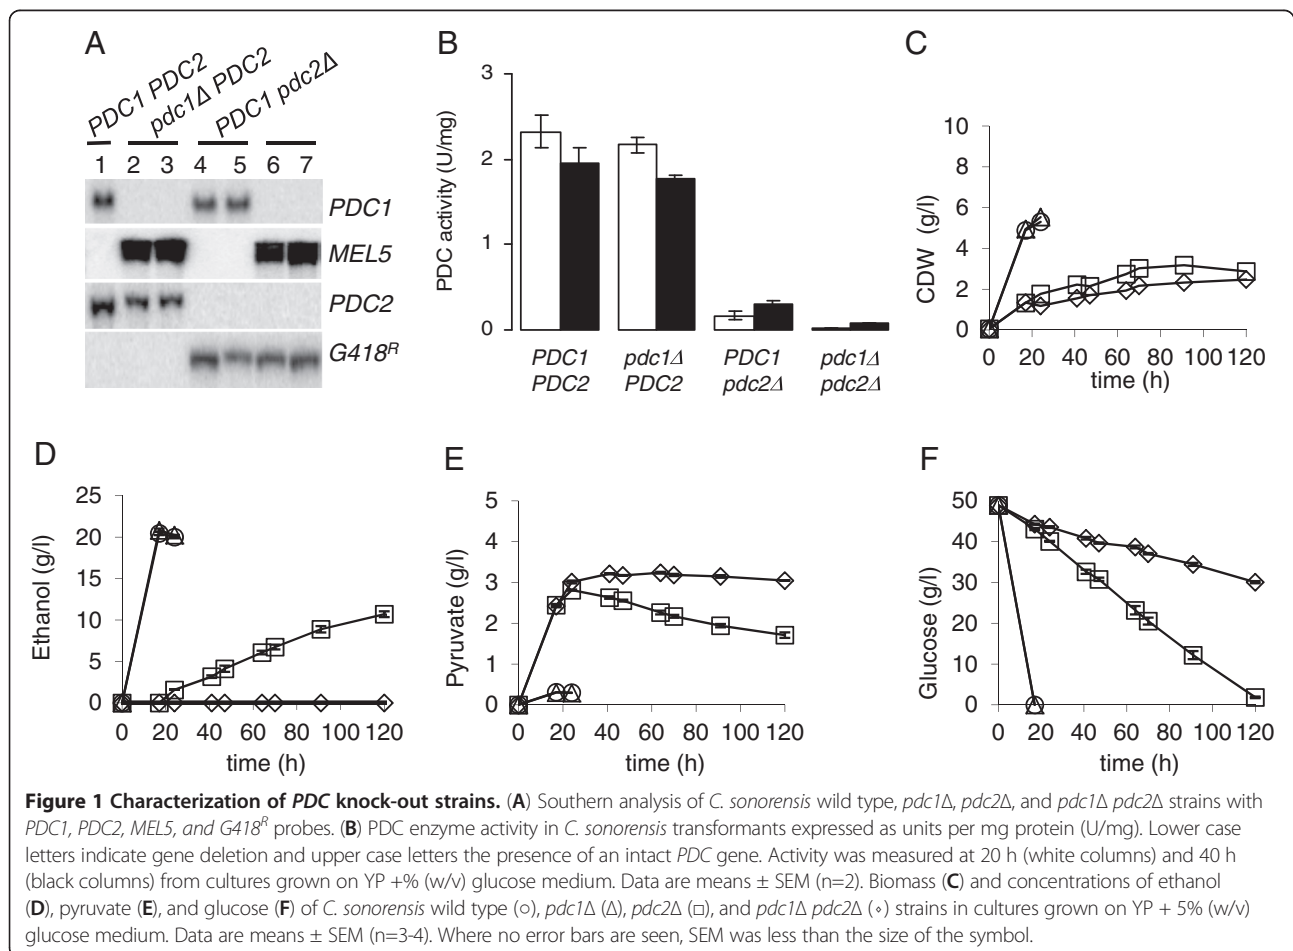 A
PDC1 PDC2
pdc1Δ PDC2
PDC1 pdc2Δ
1 2 3 4 5 6 7
PDC1
MEL5
PDC2
G418ᴿ
B
PDC activity (U/mg)
3
2
1
0
PDC1 pdc1Δ PDC1 pdc1Δ
PDC2 PDC2 pdc2Δ pdc2Δ
C
CDW (g/l)
10
8
6
4
2
0
0 20 40 60 80 100 120
time (h)
D
Ethanol (g/l)
25
20
15
10
5
0
0 20 40 60 80 100 120
time (h)
E
Pyruvate (g/l)
5
4
3
2
1
0
0 20 40 60 80 100 120
time (h)
F
Glucose (g/l)
50
40
30
20
10
0
0 20 40 60 80 100 120
time (h)
Figure 1 Characterization of PDC knock-out strains. (A) Southern analysis of C. sonorensis wild type, pdc1Δ, pdc2Δ, and pdc1Δ pdc2Δ strains with
PDC1, PDC2, MEL5, and G418ᴿ probes. (B) PDC enzyme activity in C. sonorensis transformants expressed as units per mg protein (U/mg). Lower case
letters indicate gene deletion and upper case letters the presence of an intact PDC gene. Activity was measured at 20 h (white columns) and 40 h
(black columns) from cultures grown on YP +% (w/v) glucose medium. Data are means ± SEM (n=2). Biomass (C) and concentrations of ethanol
(D), pyruvate (E), and glucose (F) of C. sonorensis wild type (○), pdc1Δ (Δ), pdc2Δ (□), and pdc1Δ pdc2Δ (⋄) strains in cultures grown on YP + 5% (w/v)
glucose medium. Data are means ± SEM (n=3-4). Where no error bars are seen, SEM was less than the size of the symbol.